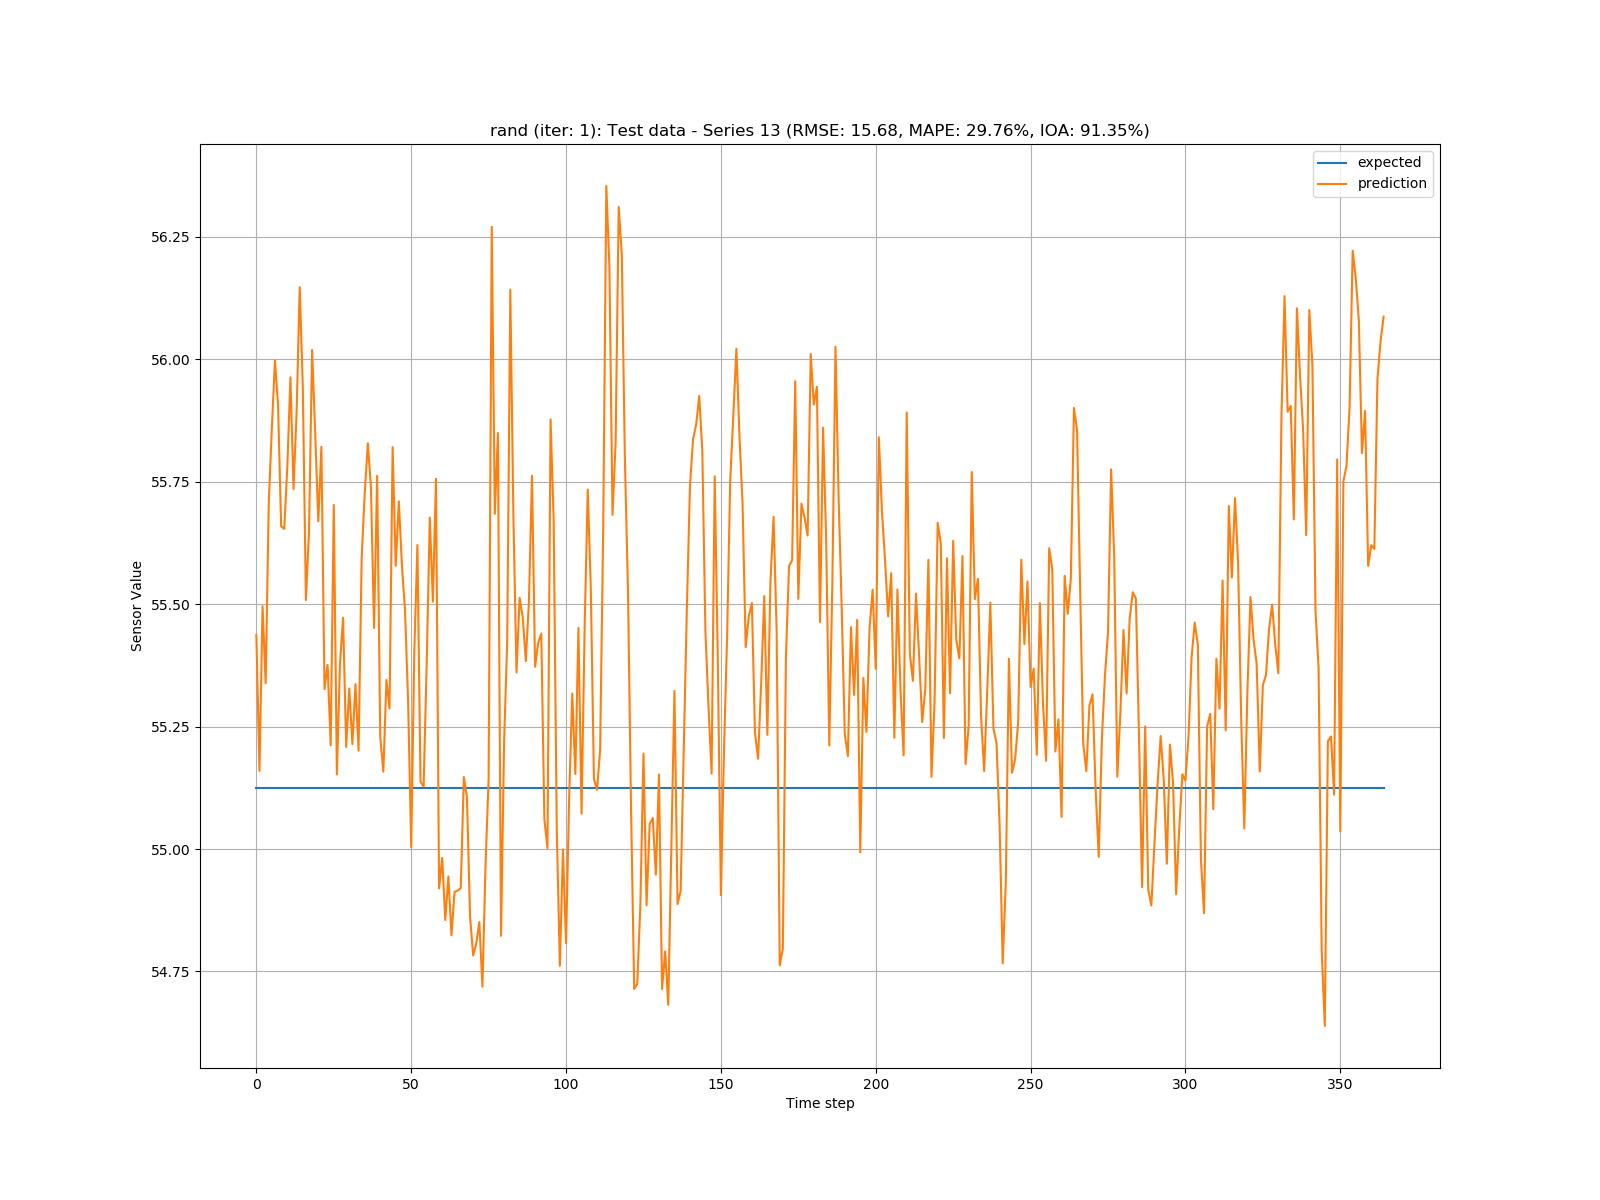 rand (iter: 1): Test data - Series 13 (RMSE: 15.68, MAPE: 29.76%, IOA: 91.35%)
expected
prediction
56.25
56.00
55.75
55.50
55.25
55.00
54.75
Sensor Value
0 50 100 150 200 250 300 350
Time step